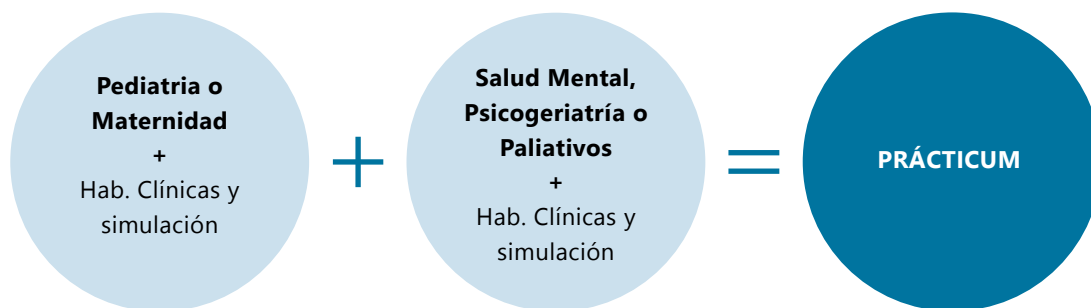 Pediatria o
Maternidad
+
Hab. Clínicas y
simulación
+
Salud Mental,
Psicogeriatría o
Paliativos
+
Hab. Clínicas y
simulación
=
PRÁCTICUM